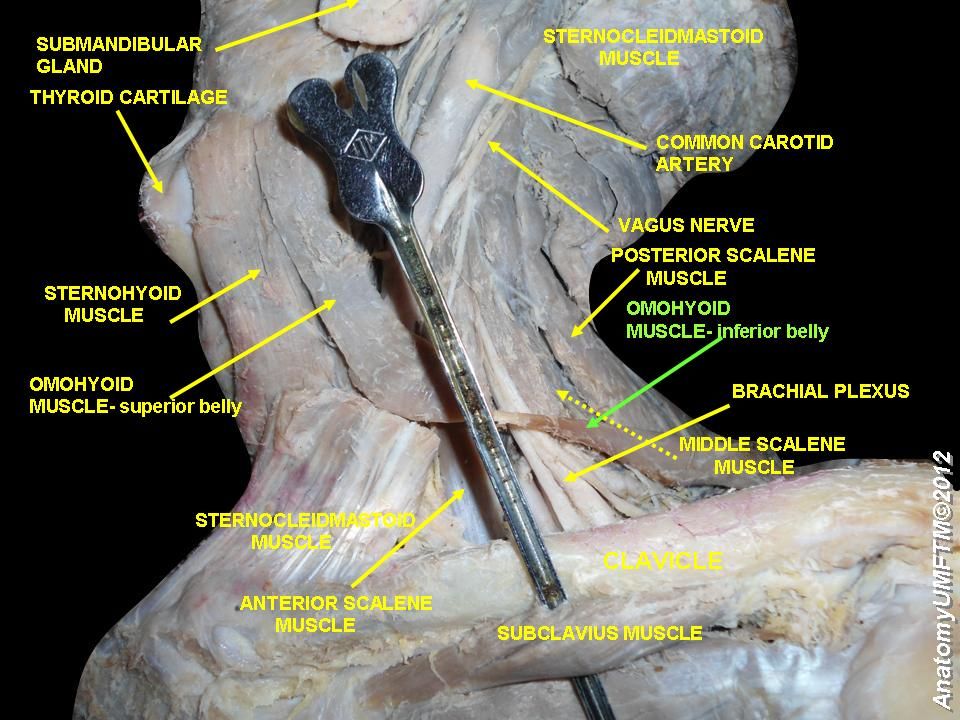 SUBMANDIBULAR
GLAND
THYROID CARTILAGE
STERNOCLEIDMASTOID
MUSCLE
COMMON CAROTID
ARTERY
VAGUS NERVE
POSTERIOR SCALENE
MUSCLE
OMOHYOID
MUSCLE- inferior belly
STERNOHYOID
MUSCLE
OMOHYOID
MUSCLE- superior belly
BRACHIAL PLEXUS
MIDDLE SCALENE
MUSCLE
STERNOCLEIDMASTOID
MUSCLE
CLAVICLE
ANTERIOR SCALENE
MUSCLE
SUBCLAVIUS MUSCLE
AnatomyUMFTM©2012